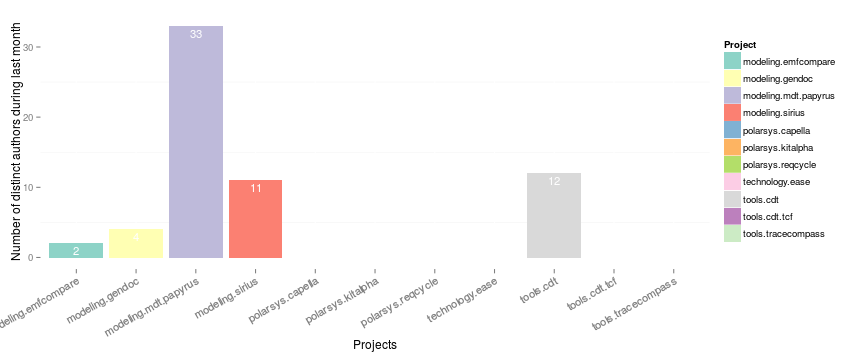 Number of distinct authors during last month
30
20
10
0
2
4
33
11
12
deling.emfcompare
modeling.gendoc
modeling.mdt.papyrus
modeling.sirius
polarsys.capella
polarsys.kitalpha
polarsys.reqcycle
technology.ease
tools.cdt
tools.cdt.tcf
tools.tracecompass
Projects
Project
modeling.emfcompare
modeling.gendoc
modeling.mdt.papyrus
modeling.sirius
polarsys.capella
polarsys.kitalpha
polarsys.reqcycle
technology.ease
tools.cdt
tools.cdt.tcf
tools.tracecompass